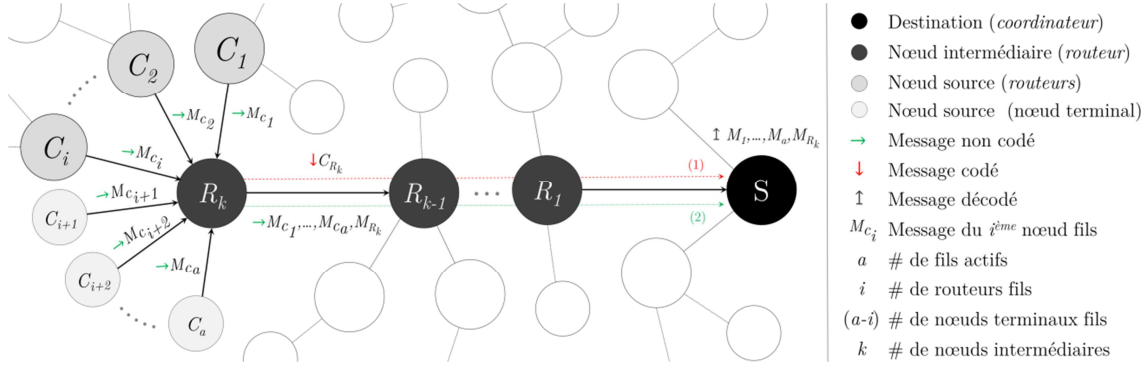 C1
C2
Ci
Ci+1
Ci+2
Ca
→Mc1
→Mc2
→Mci
→Mci+1
→Mci+2
→Mca
Rk
↓CRk
→Mc1,...,Mca,MRk
Rk-1
...
R1
(1)
(2)
↥ M1,...,Ma,MRk
S
Destination (coordinateur)
Nœud intermédiaire (routeur)
Nœud source (routeurs)
Nœud source (nœud terminal)
→ Message non codé
↓ Message codé
↥ Message décodé
Mci Message du ième nœud fils
a # de fils actifs
i # de routeurs fils
(a-i) # de nœuds terminaux fils
k # de nœuds intermédiaires